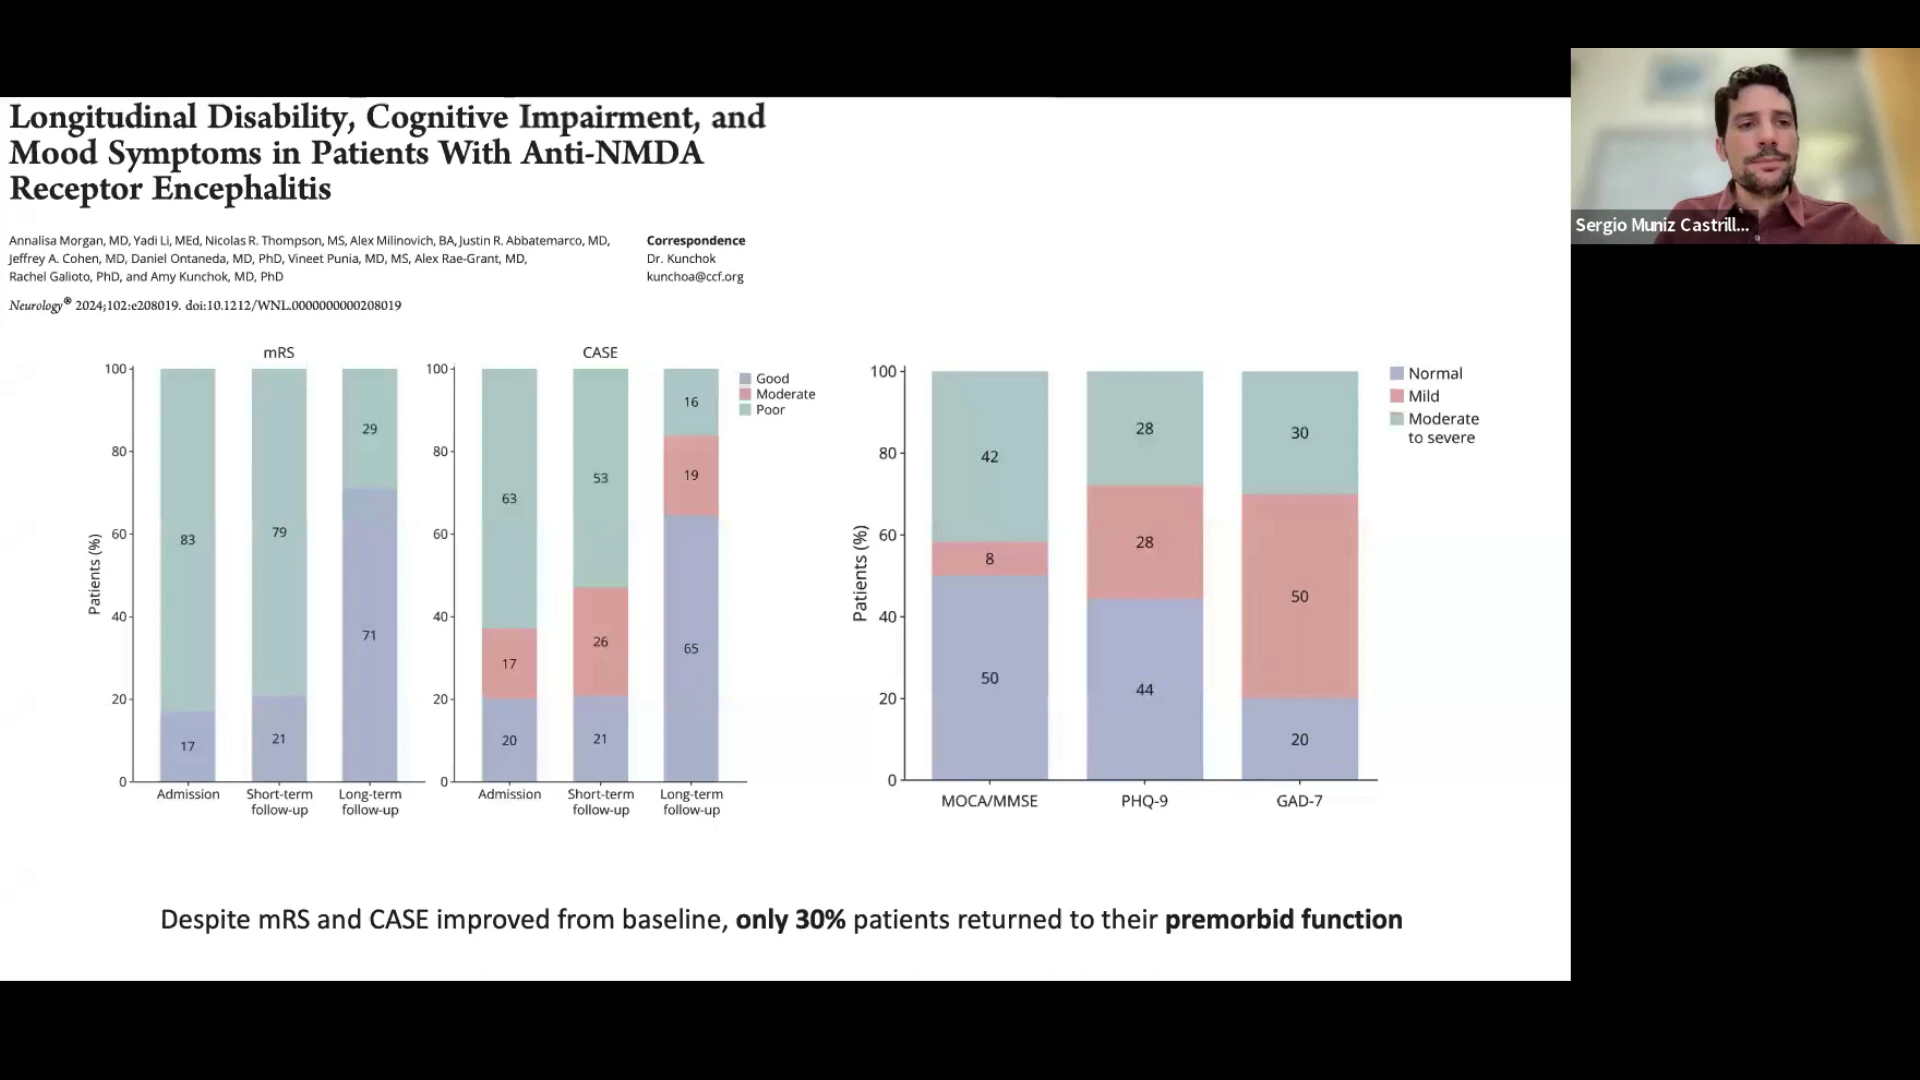 Longitudinal Disability, Cognitive Impairment, and
Mood Symptoms in Patients With Anti-NMDA
Receptor Encephalitis
Annalisa Morgan, MD, Yadi Li, MEd, Nicolas R. Thompson, MS, Alex Milinovich, BA, Justin R. Abbatemarco, MD,
Jeffrey A. Cohen, MD, Daniel Ontaneda, MD, PhD, Vineet Punia, MD, MS, Alex Rae-Grant, MD,
Rachel Galioto, PhD, and Amy Kunchok, MD, PhD
Correspondence
Dr. Kunchok
kunchoa@ccf.org
Neurology® 2024;102:e208019. doi:10.1212/WNL.0000000000208019
mRS
Patients (%)
100
80
60
40
20
0
83
17
79
21
29
71
Admission
Short-term
follow-up
Long-term
follow-up
CASE
100
80
60
40
20
0
63
17
20
53
26
21
16
19
65
Admission
Short-term
follow-up
Long-term
follow-up
Good
Moderate
Poor
Patients (%)
100
80
60
40
20
0
42
8
50
28
28
44
30
50
20
MOCA/MMSE
PHQ-9
GAD-7
Normal
Mild
Moderate
to severe
Despite mRS and CASE improved from baseline, only 30% patients returned to their premorbid function
Sergio Muniz Castrill...